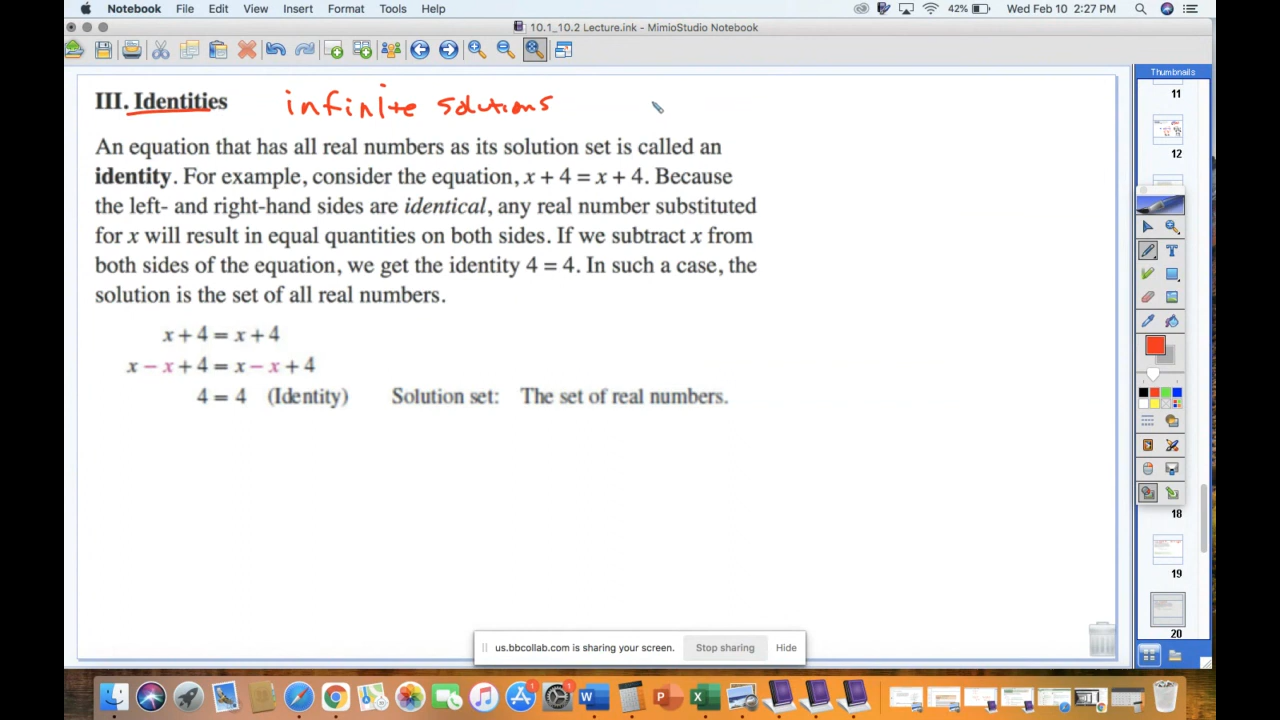 Notebook File Edit View Insert Format Tools Help 42% Wed Feb 10 2:27 PM
10.1_10.2 Lecture.ink - MimioStudio Notebook
Thumbnails
III. Identities infinite solutions
An equation that has all real numbers as its solution set is called an
identity. For example, consider the equation, x + 4 = x + 4. Because
the left- and right-hand sides are identical, any real number substituted
for x will result in equal quantities on both sides. If we subtract x from
both sides of the equation, we get the identity 4 = 4. In such a case, the
solution is the set of all real numbers.
x + 4 = x + 4
x − x + 4 = x − x + 4
4 = 4 (Identity) Solution set: The set of real numbers.
11
12
18
19
20
us.bbcollab.com is sharing your screen. Stop sharing Hide